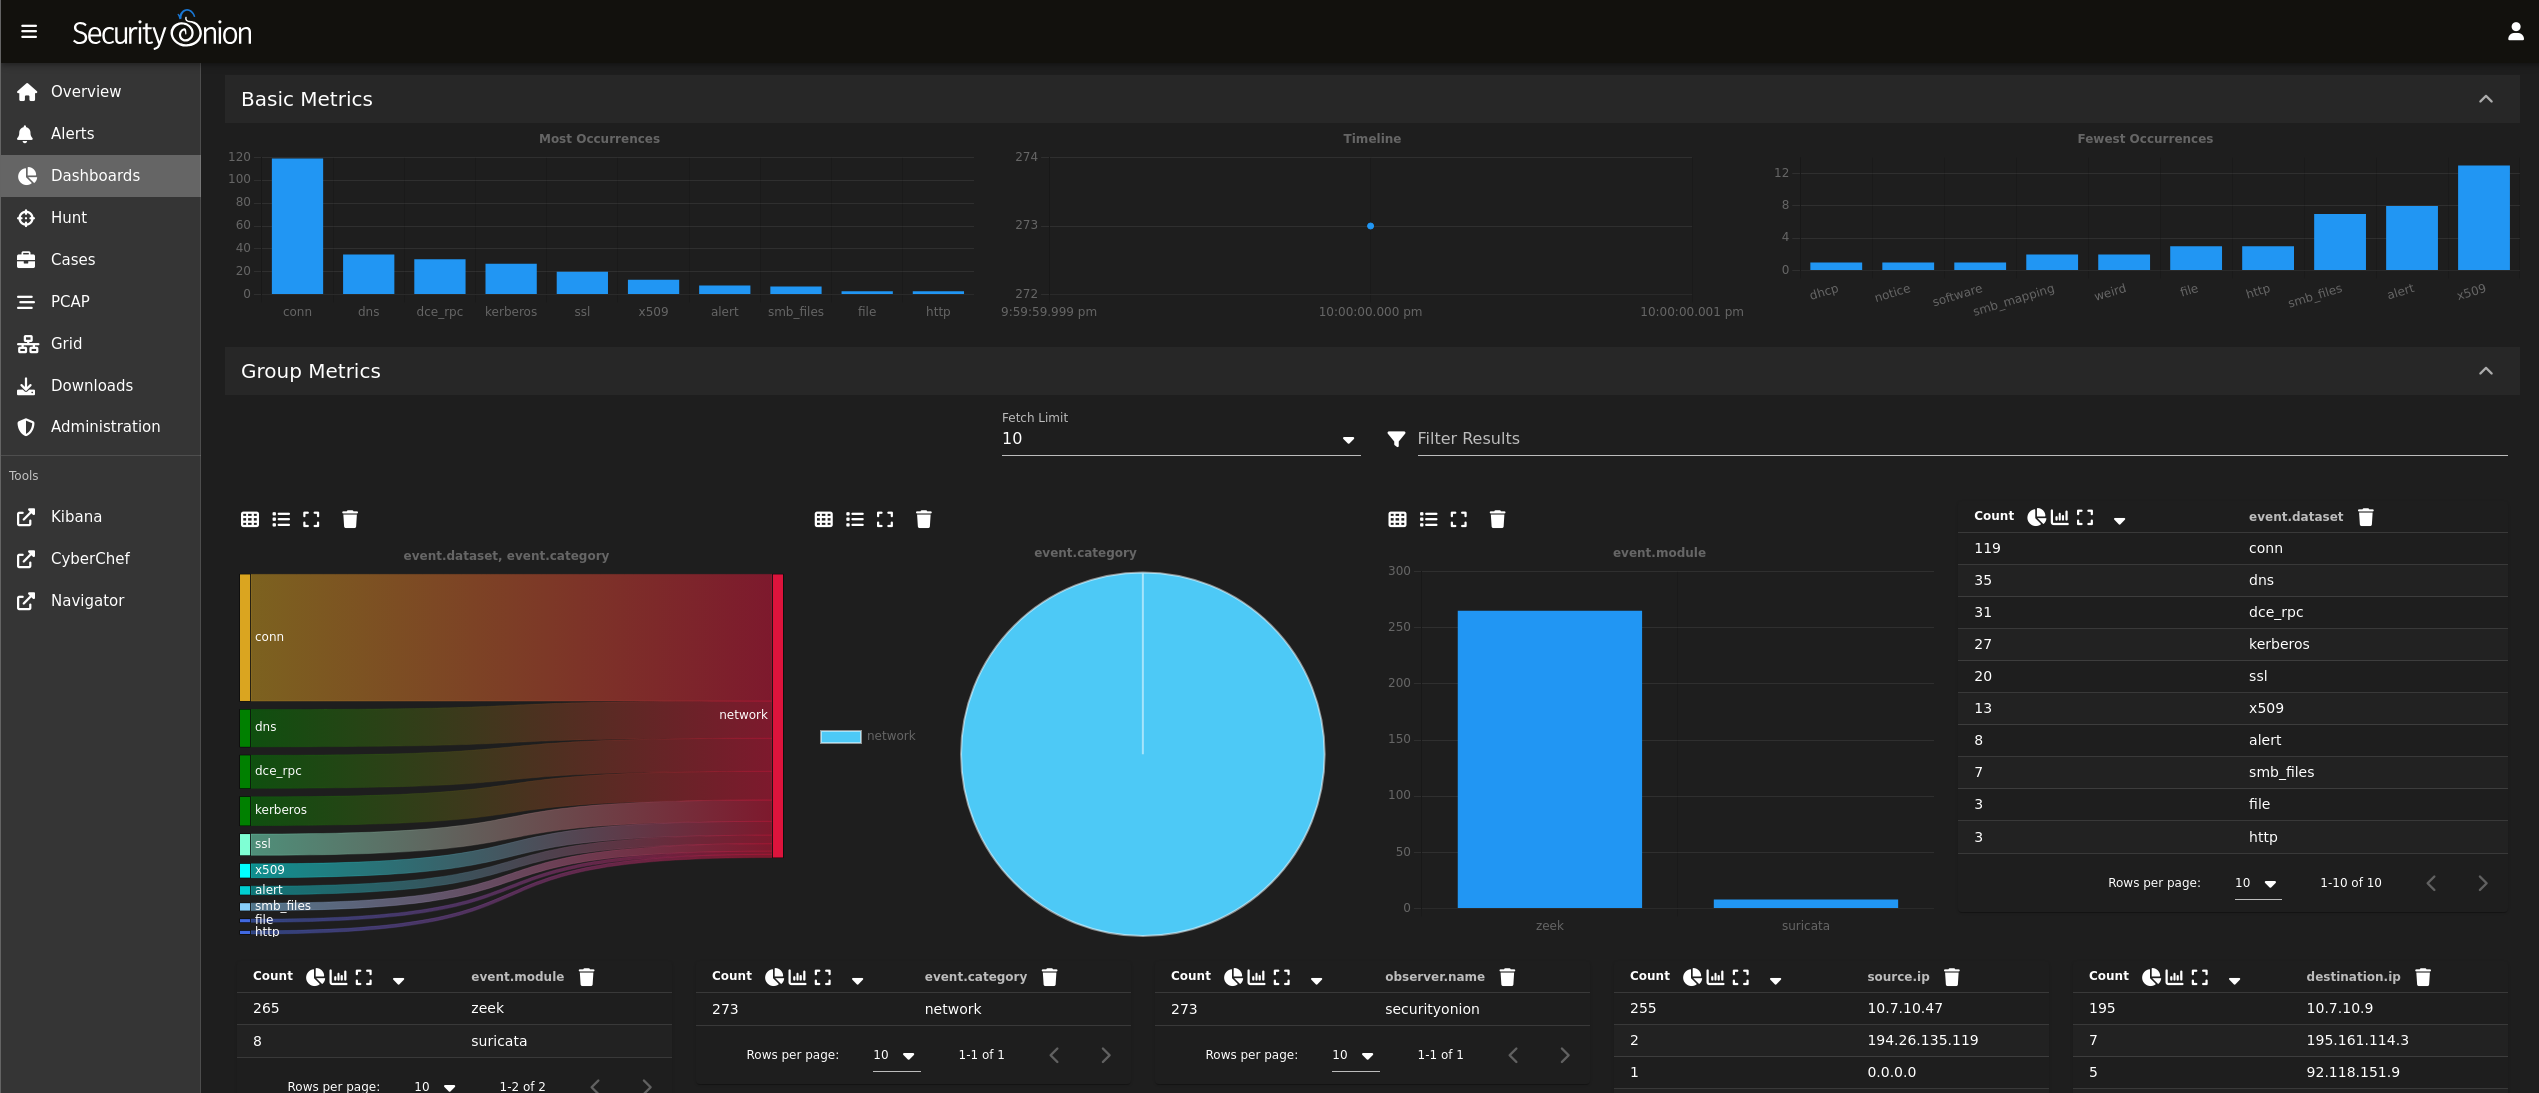 Security Onion
Overview
Alerts
Dashboards
Hunt
Cases
PCAP
Grid
Downloads
Administration
Tools
Kibana
CyberChef
Navigator
Basic Metrics
Most Occurrences
120
100
80
60
40
20
0
conn dns dce_rpc kerberos ssl x509 alert smb_files file http
Timeline
274
273
272
9:59:59.999 pm 10:00:00.000 pm 10:00:00.001 pm
Fewest Occurrences
12
8
4
0
dhcp notice software smb_mapping weird file http smb_files alert x509
Group Metrics
Fetch Limit
10
Filter Results
event.dataset, event.category
conn
dns
dce_rpc
kerberos
ssl
x509
alert
smb_files
file
http
network
event.category
network
event.module
300
250
200
150
100
50
0
zeek suricata
Count event.dataset
119 conn
35 dns
31 dce_rpc
27 kerberos
20 ssl
13 x509
8 alert
7 smb_files
3 file
3 http
Rows per page: 10 1-10 of 10
Count event.module
265 zeek
8 suricata
Rows per page: 10 1-2 of 2
Count event.category
273 network
Rows per page: 10 1-1 of 1
Count observer.name
273 securityonion
Rows per page: 10 1-1 of 1
Count source.ip
255 10.7.10.47
2 194.26.135.119
1 0.0.0.0
Count destination.ip
195 10.7.10.9
7 195.161.114.3
5 92.118.151.9